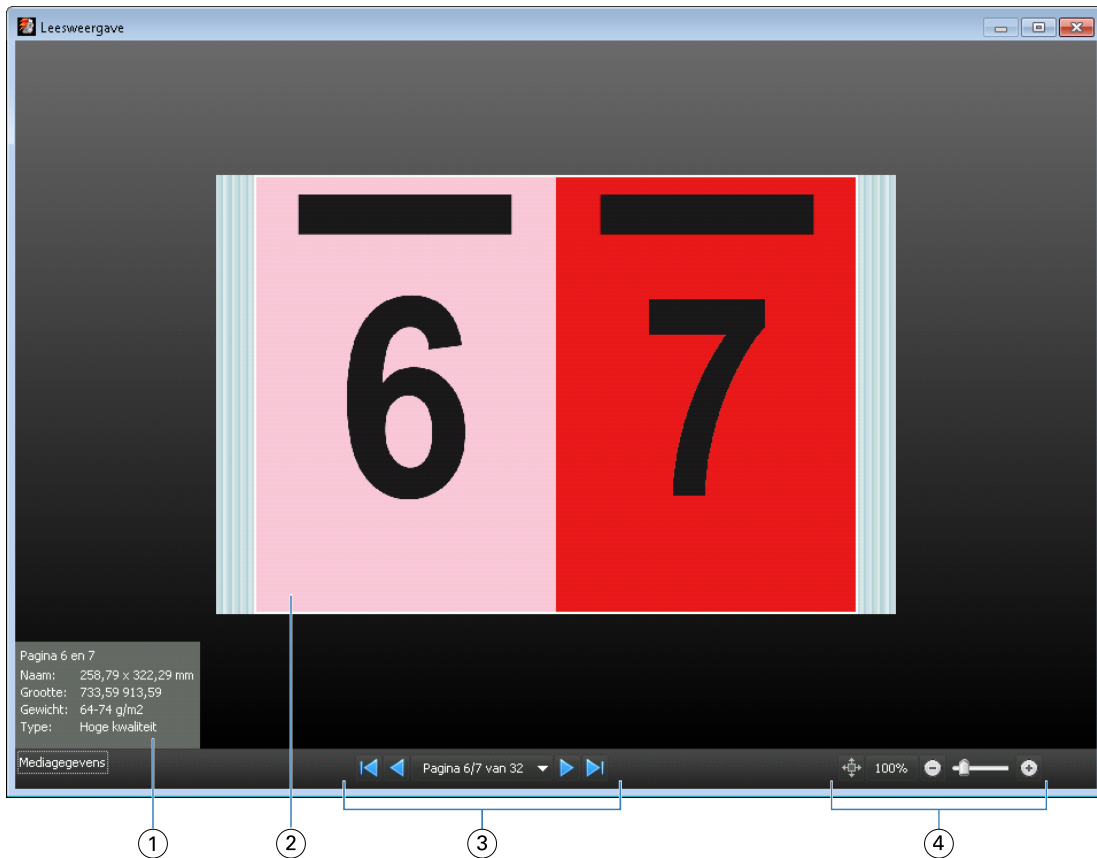 Leesweergave
6 7
Pagina 6 en 7
Naam: 258,79 x 322,29 mm
Grootte: 733,59 913,59
Gewicht: 64-74 g/m2
Type: Hoge kwaliteit
Mediagegevens
Pagina 6/7 van 32
100%
1 2 3 4